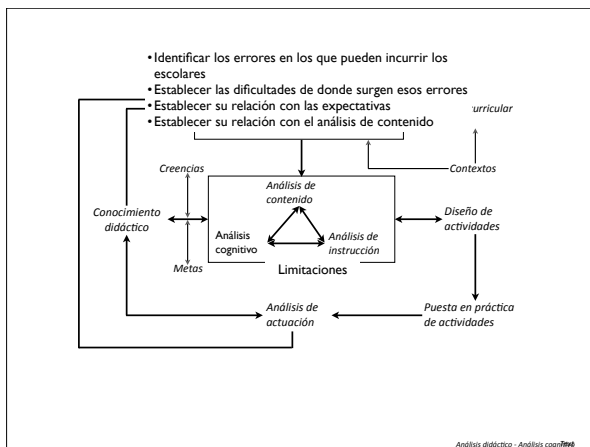 • Identificar los errores en los que pueden incurrir los
escolares
• Establecer las dificultades de donde surgen esos errores
• Establecer su relación con las expectativas
• Establecer su relación con el análisis de contenido
urricular
Creencias
Contextos
Análisis de
contenido
Conocimiento
didáctico
Diseño de
actividades
Análisis
cognitivo
Análisis de
instrucción
Metas
Limitaciones
Análisis de
actuación
Puesta en práctica
de actividades
Análisis didáctico - Análisis